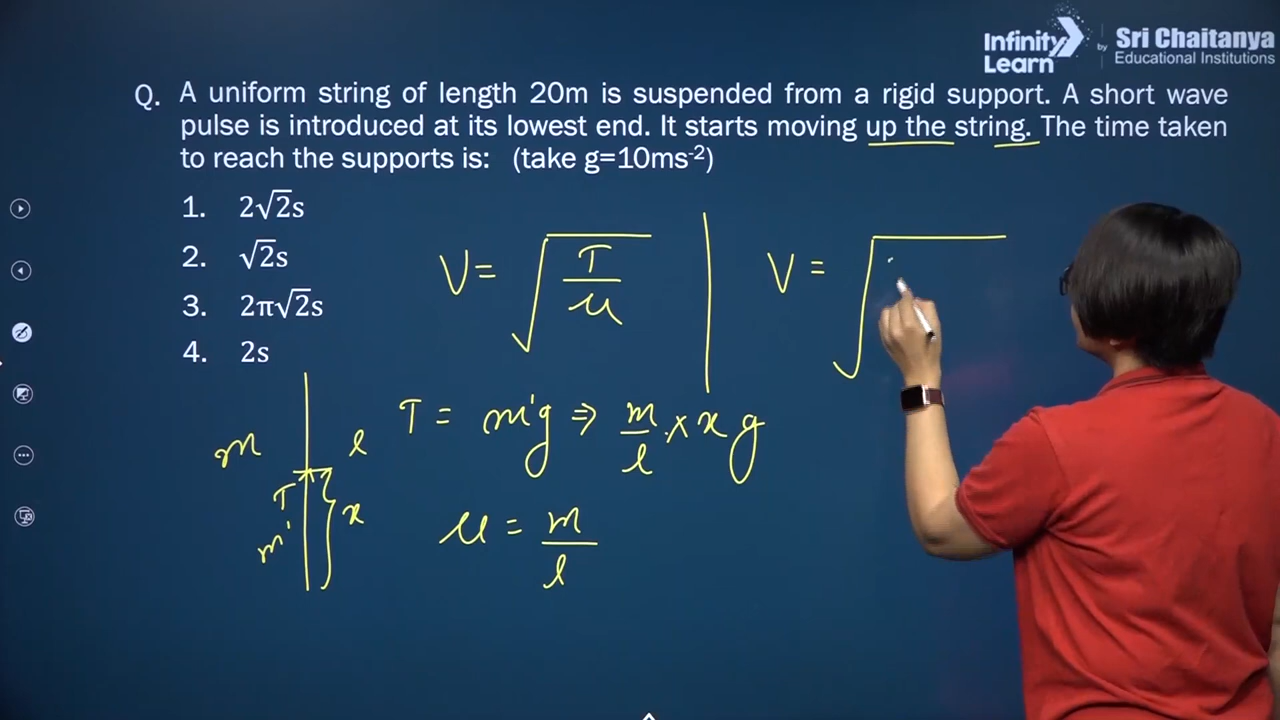 Infinity Learn by Sri Chaitanya Educational Institutions
Q. A uniform string of length 20m is suspended from a rigid support. A short wave
pulse is introduced at its lowest end. It starts moving up the string. The time taken
to reach the supports is: (take g=10ms⁻²)
1. 2√2s
2. √2s
3. 2π√2s
4. 2s
V = √(T/μ)
V = √
m l
T m' x
T = m'g ⇒ m/l × x g
μ = m/l